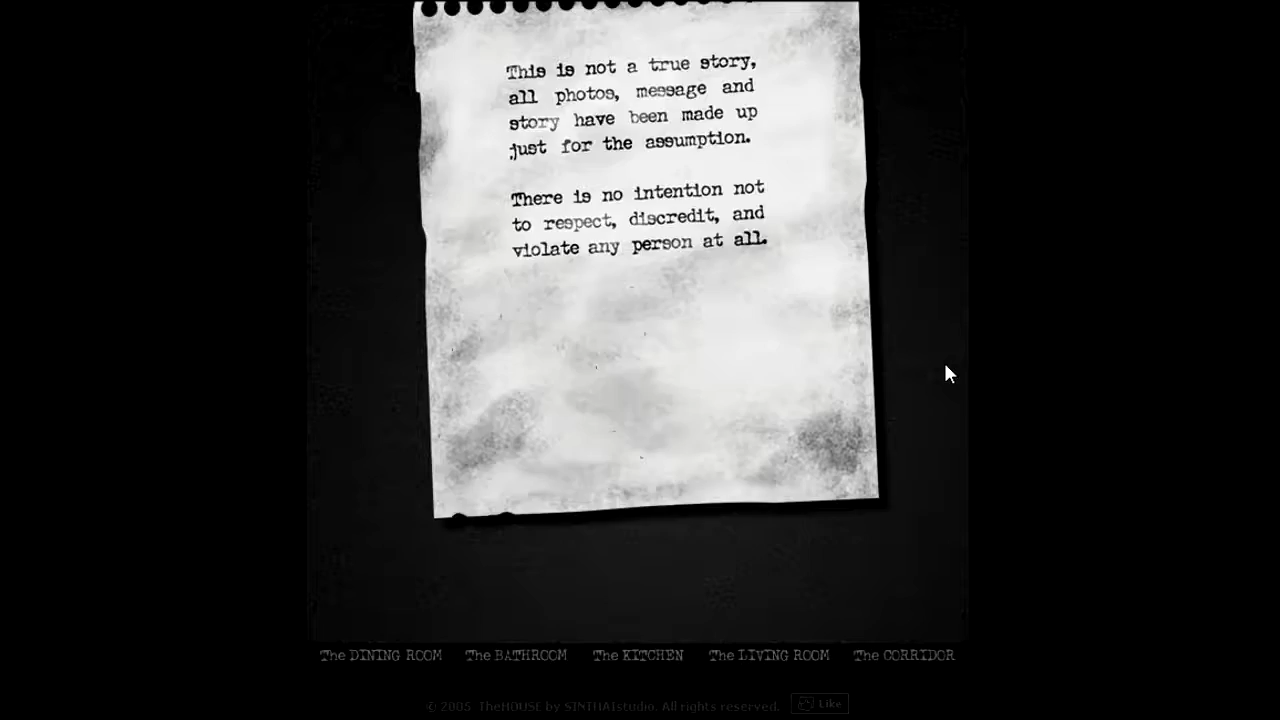 This is not a true story,
all photos, message and
story have been made up
just for the assumption.
There is no intention not
to respect, discredit, and
violate any person at all.
The DINING ROOM The BATHROOM The KITCHEN The LIVING ROOM The CORRIDOR
© 2005 TheHOUSE by SINTHAIstudio. All rights reserved. Like